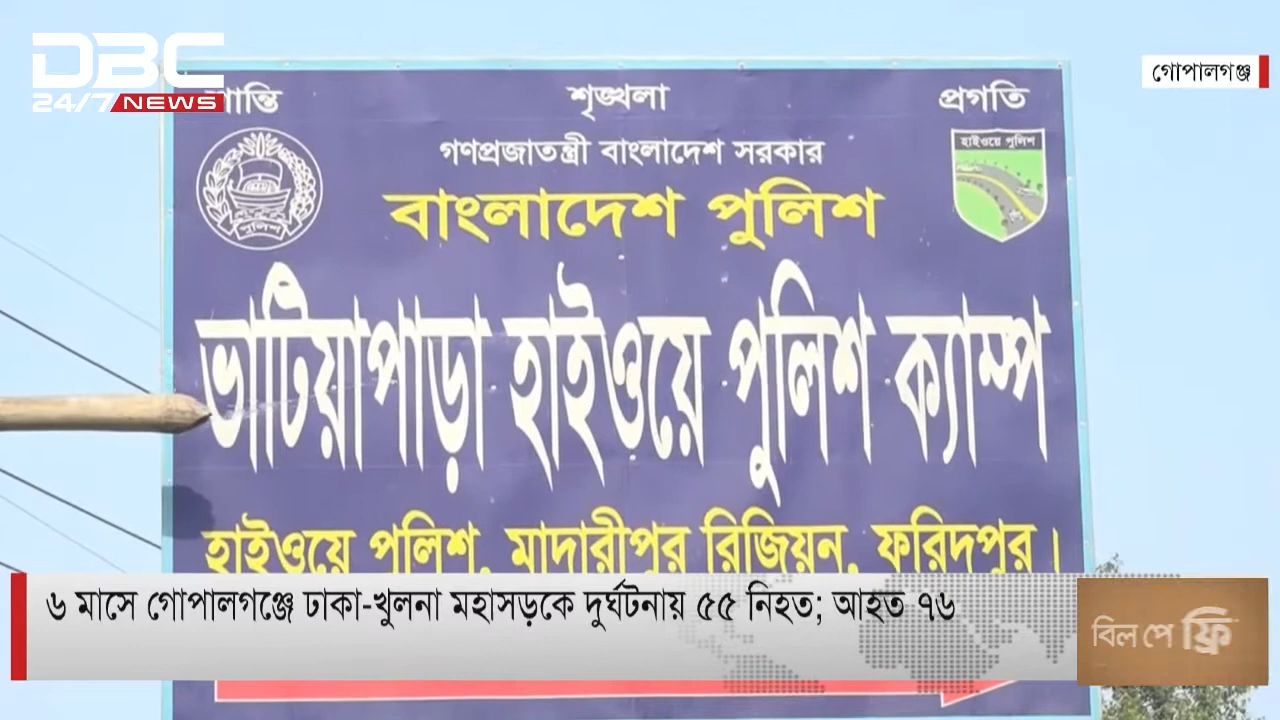 DBC
24/7 NEWS
গোপালগঞ্জ
শান্তি শৃঙ্খলা প্রগতি
গণপ্রজাতন্ত্রী বাংলাদেশ সরকার
হাইওয়ে পুলিশ
বাংলাদেশ পুলিশ
পুলিশ
ভাটিয়াপাড়া হাইওয়ে পুলিশ ক্যাম্প
হাইওয়ে পুলিশ, মাদারীপুর রিজিয়ন, ফরিদপুর।
৬ মাসে গোপালগঞ্জে ঢাকা-খুলনা মহাসড়কে দুর্ঘটনায় ৫৫ নিহত; আহত ৭৬
বিল পে ফ্রি